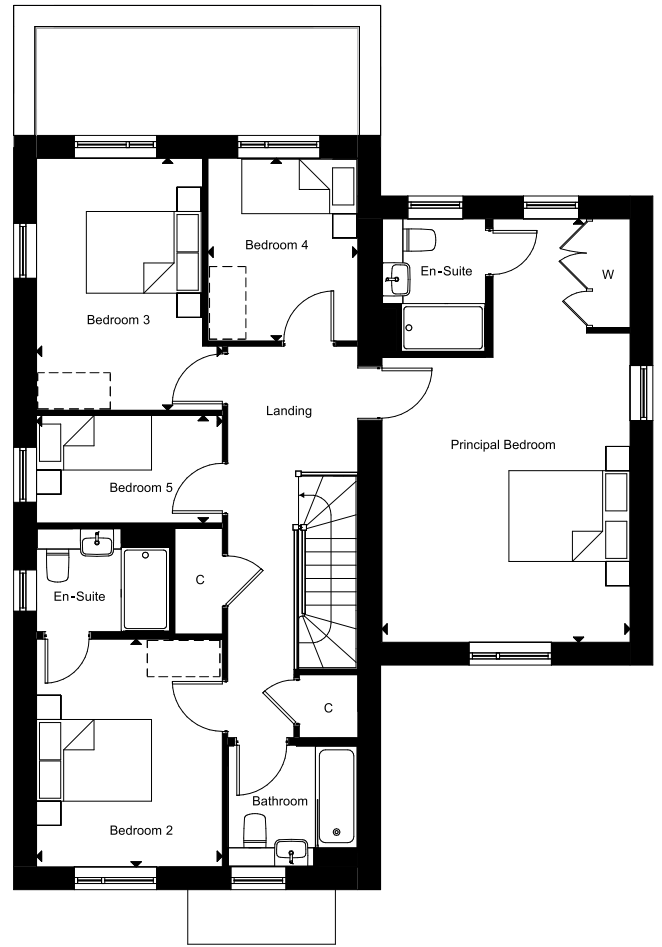 Bedroom 4
En-Suite
W
Bedroom 3
Landing
Principal Bedroom
Bedroom 5
C
En-Suite
C
Bathroom
Bedroom 2